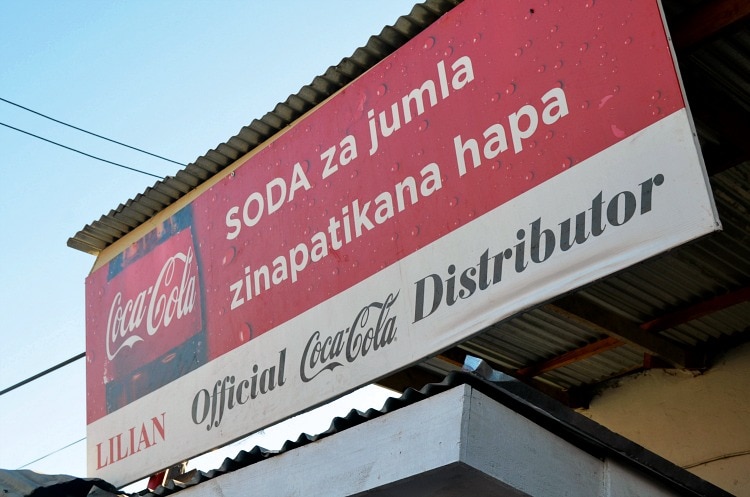 SODA za jumla
zinapatikana hapa
Coca-Cola
LILIAN Official Coca-Cola Distributor